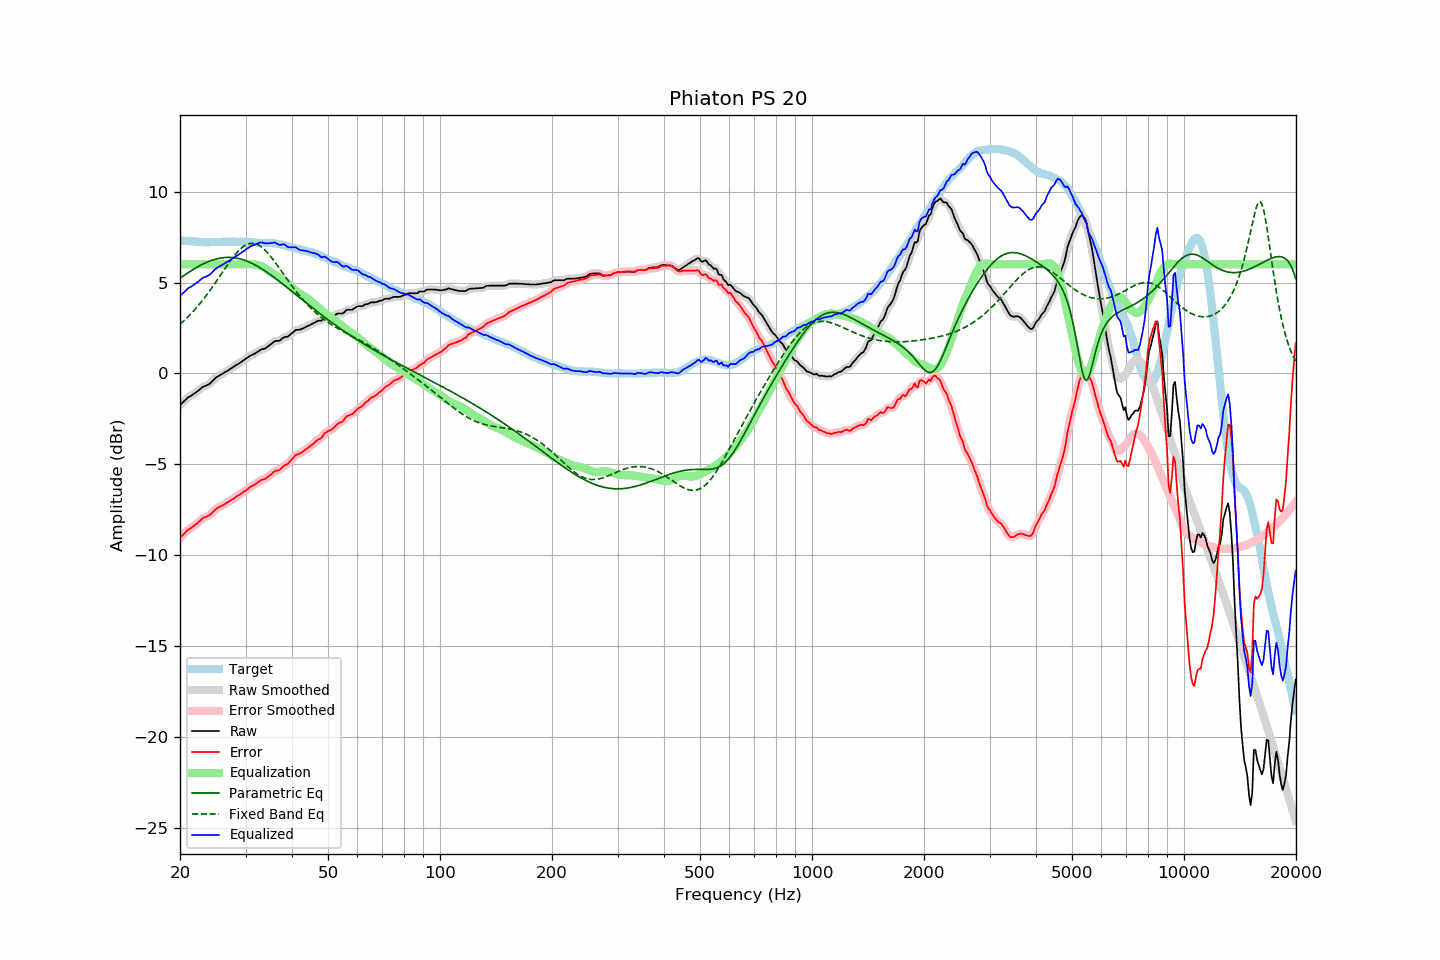 Phiaton PS 20
Amplitude (dBr)
10
5
0
−5
−10
−15
−20
−25
Target
Raw Smoothed
Error Smoothed
Raw
Error
Equalization
Parametric Eq
Fixed Band Eq
Equalized
20 50 100 200 500 1000 2000 5000 10000 20000
Frequency (Hz)